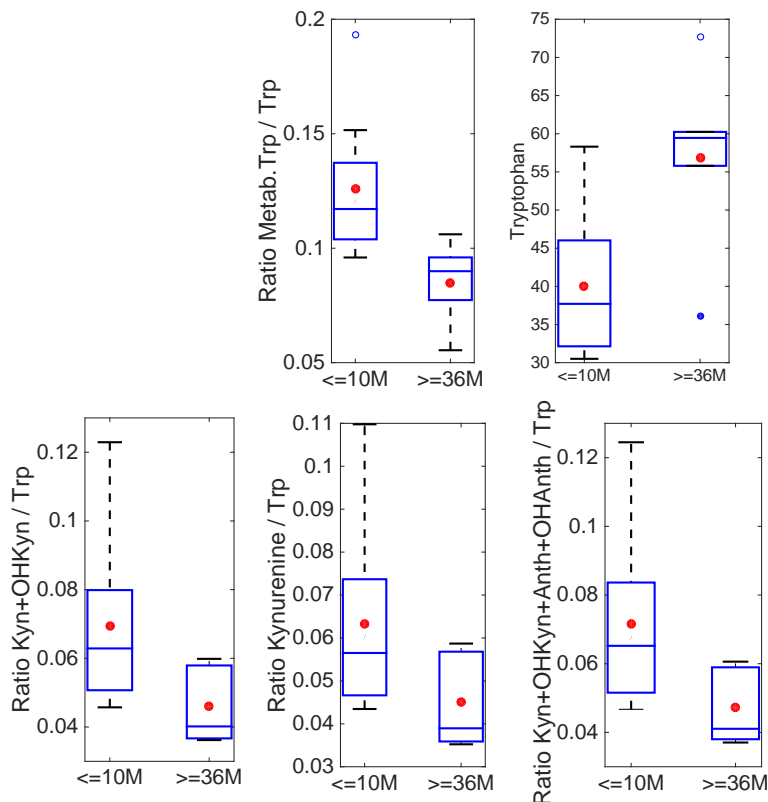 Ratio Metab.Trp / Trp
0.2
0.15
0.1
0.05
<=10M
>=36M
Tryptophan
75
70
65
60
55
50
45
40
35
30
<=10M
>=36M
Ratio Kyn+OHKyn / Trp
0.12
0.1
0.08
0.06
0.04
<=10M
>=36M
Ratio Kynurenine / Trp
0.11
0.1
0.09
0.08
0.07
0.06
0.05
0.04
0.03
<=10M
>=36M
Ratio Kyn+OHKyn+Anth+OHAnth / Trp
0.12
0.1
0.08
0.06
0.04
<=10M
>=36M